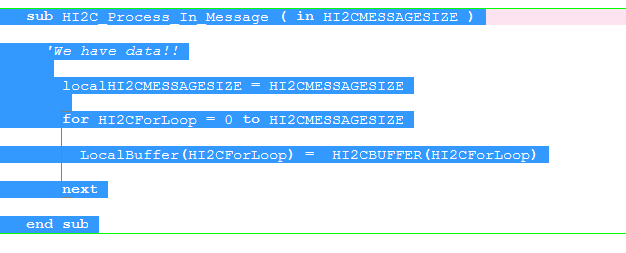 sub HI2C_Process_In_Message ( in HI2CMESSAGESIZE )
'We have data!!
localHI2CMESSAGESIZE = HI2CMESSAGESIZE
for HI2CForLoop = 0 to HI2CMESSAGESIZE
LocalBuffer(HI2CForLoop) =  HI2CBUFFER(HI2CForLoop)
next
end sub